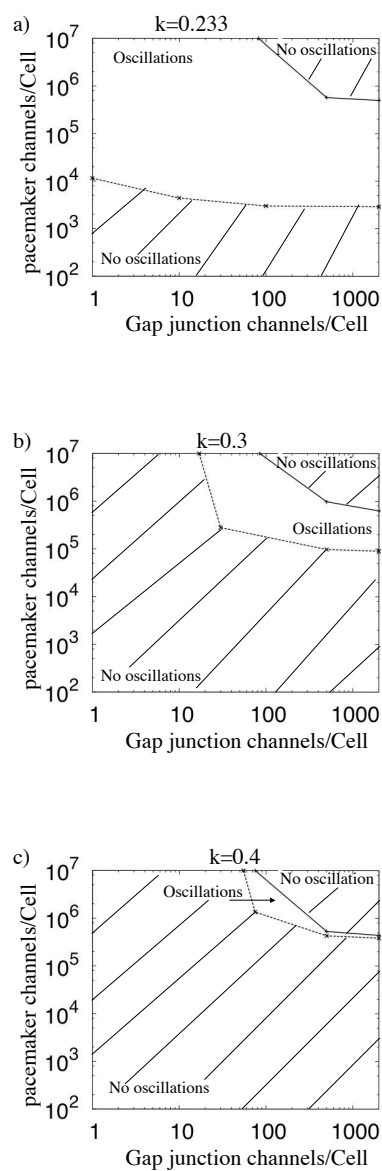 a)
k=0.233
10^7
10^6
10^5
10^4
10^3
10^2
pacemaker channels/Cell
Oscillations
No oscillations
No oscillations
1 10 100 1000
Gap junction channels/Cell
b)
k=0.3
10^7
10^6
10^5
10^4
10^3
10^2
pacemaker channels/Cell
No oscillations
Oscillations
No oscillations
1 10 100 1000
Gap junction channels/Cell
c)
k=0.4
10^7
10^6
10^5
10^4
10^3
10^2
pacemaker channels/Cell
No oscillation
Oscillations
No oscillations
1 10 100 1000
Gap junction channels/Cell